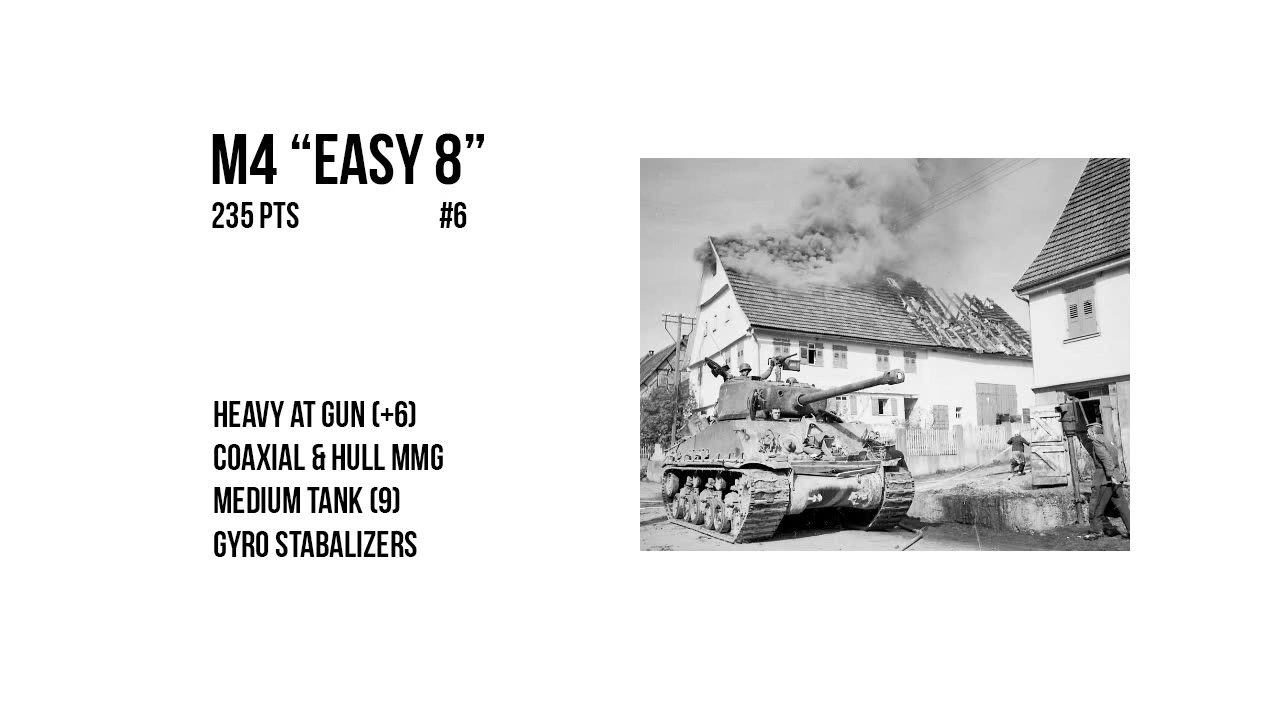 M4 “EASY 8”
235 PTS #6
HEAVY AT GUN (+6)
COAXIAL & HULL MMG
MEDIUM TANK (9)
GYRO STABALIZERS